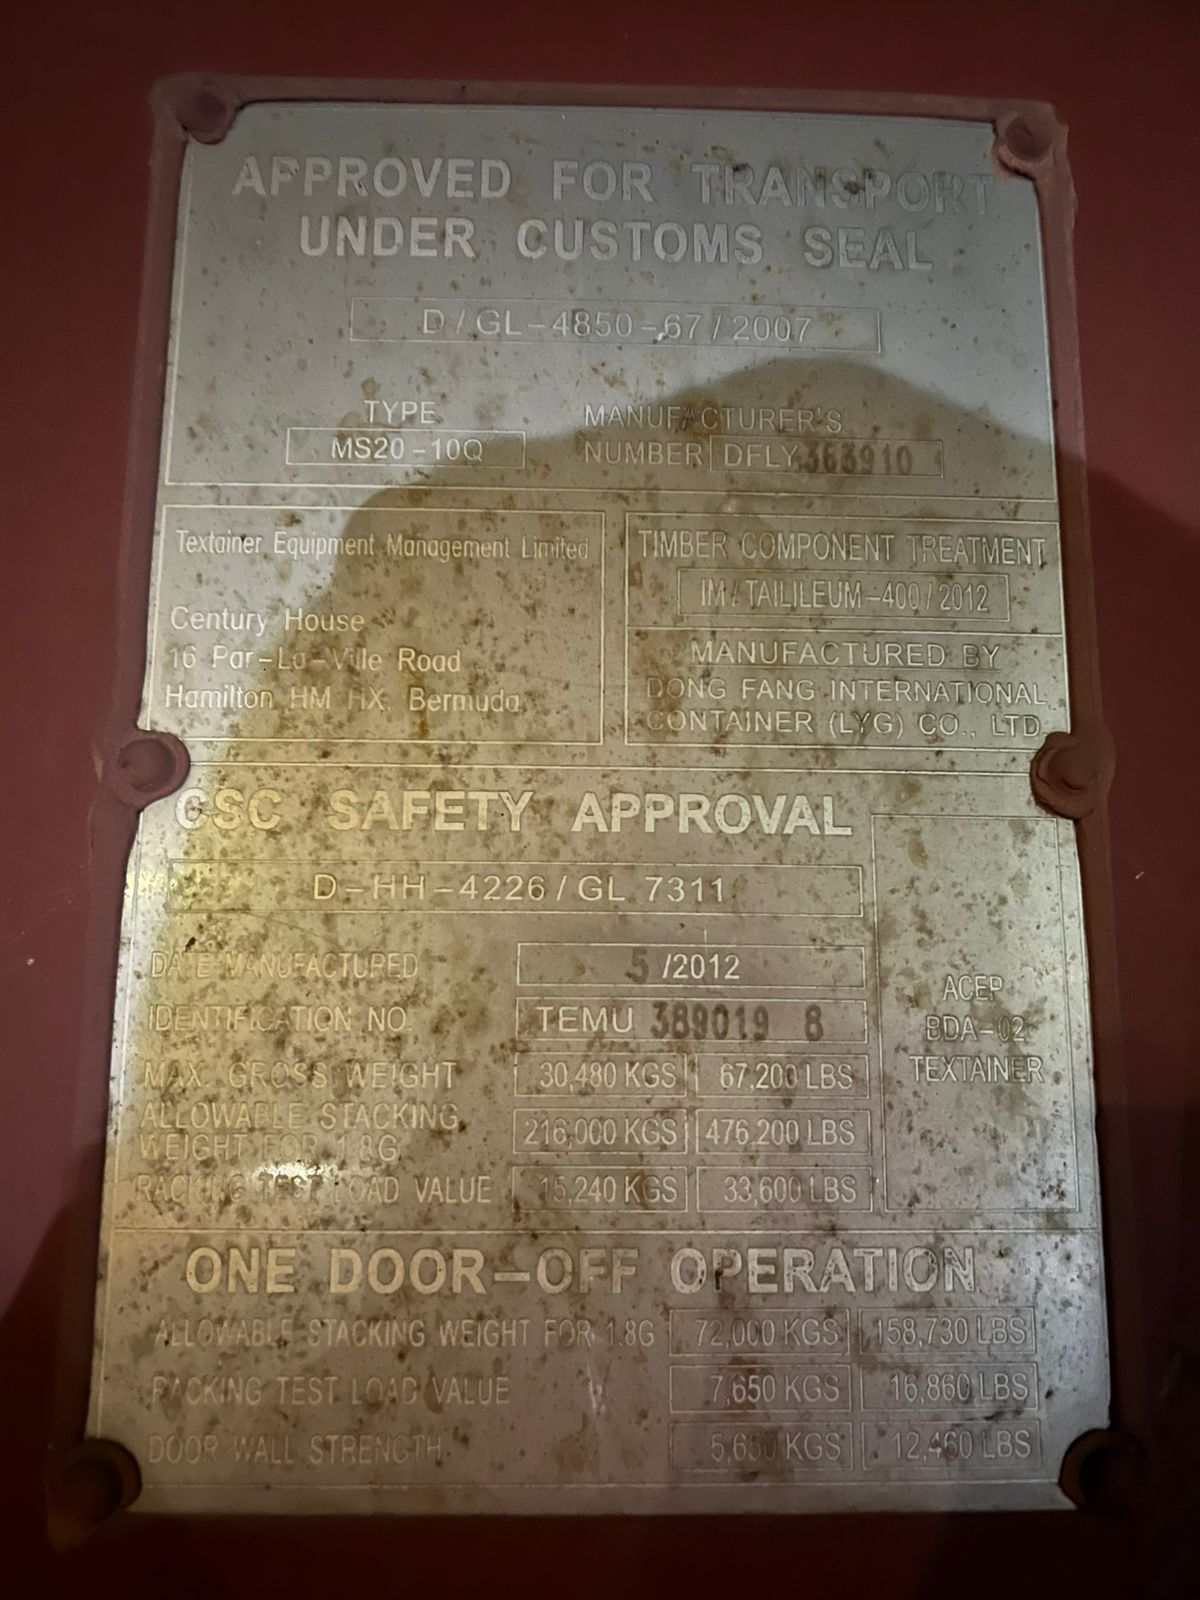 APPROVED FOR TRANSPORT
UNDER CUSTOMS SEAL
D/GL-4850-67/2007
TYPE
MS20-10Q
MANUFACTURER'S
NUMBER DFLY 363910
Textainer Equipment Management Limited
Century House
16 Par-La-Ville Road
Hamilton HM HX, Bermuda
TIMBER COMPONENT TREATMENT
IM/TAILILEUM-400/2012
MANUFACTURED BY
DONG FANG INTERNATIONAL
CONTAINER (LYG) CO., LTD.
CSC SAFETY APPROVAL
D-HH-4226/GL 7311
DATE MANUFACTURED 5 /2012
IDENTIFICATION NO. TEMU 389019 8
MAX. GROSS WEIGHT 30,480 KGS 67,200 LBS
ALLOWABLE STACKING
WEIGHT FOR 1.8G 216,000 KGS 476,200 LBS
RACKING TEST LOAD VALUE 15,240 KGS 33,600 LBS
ACEP
BDA-02
TEXTAINER
ONE DOOR-OFF OPERATION
ALLOWABLE STACKING WEIGHT FOR 1.8G 72,000 KGS 158,730 LBS
RACKING TEST LOAD VALUE 7,650 KGS 16,860 LBS
DOOR WALL STRENGTH KGS 12,460 LBS